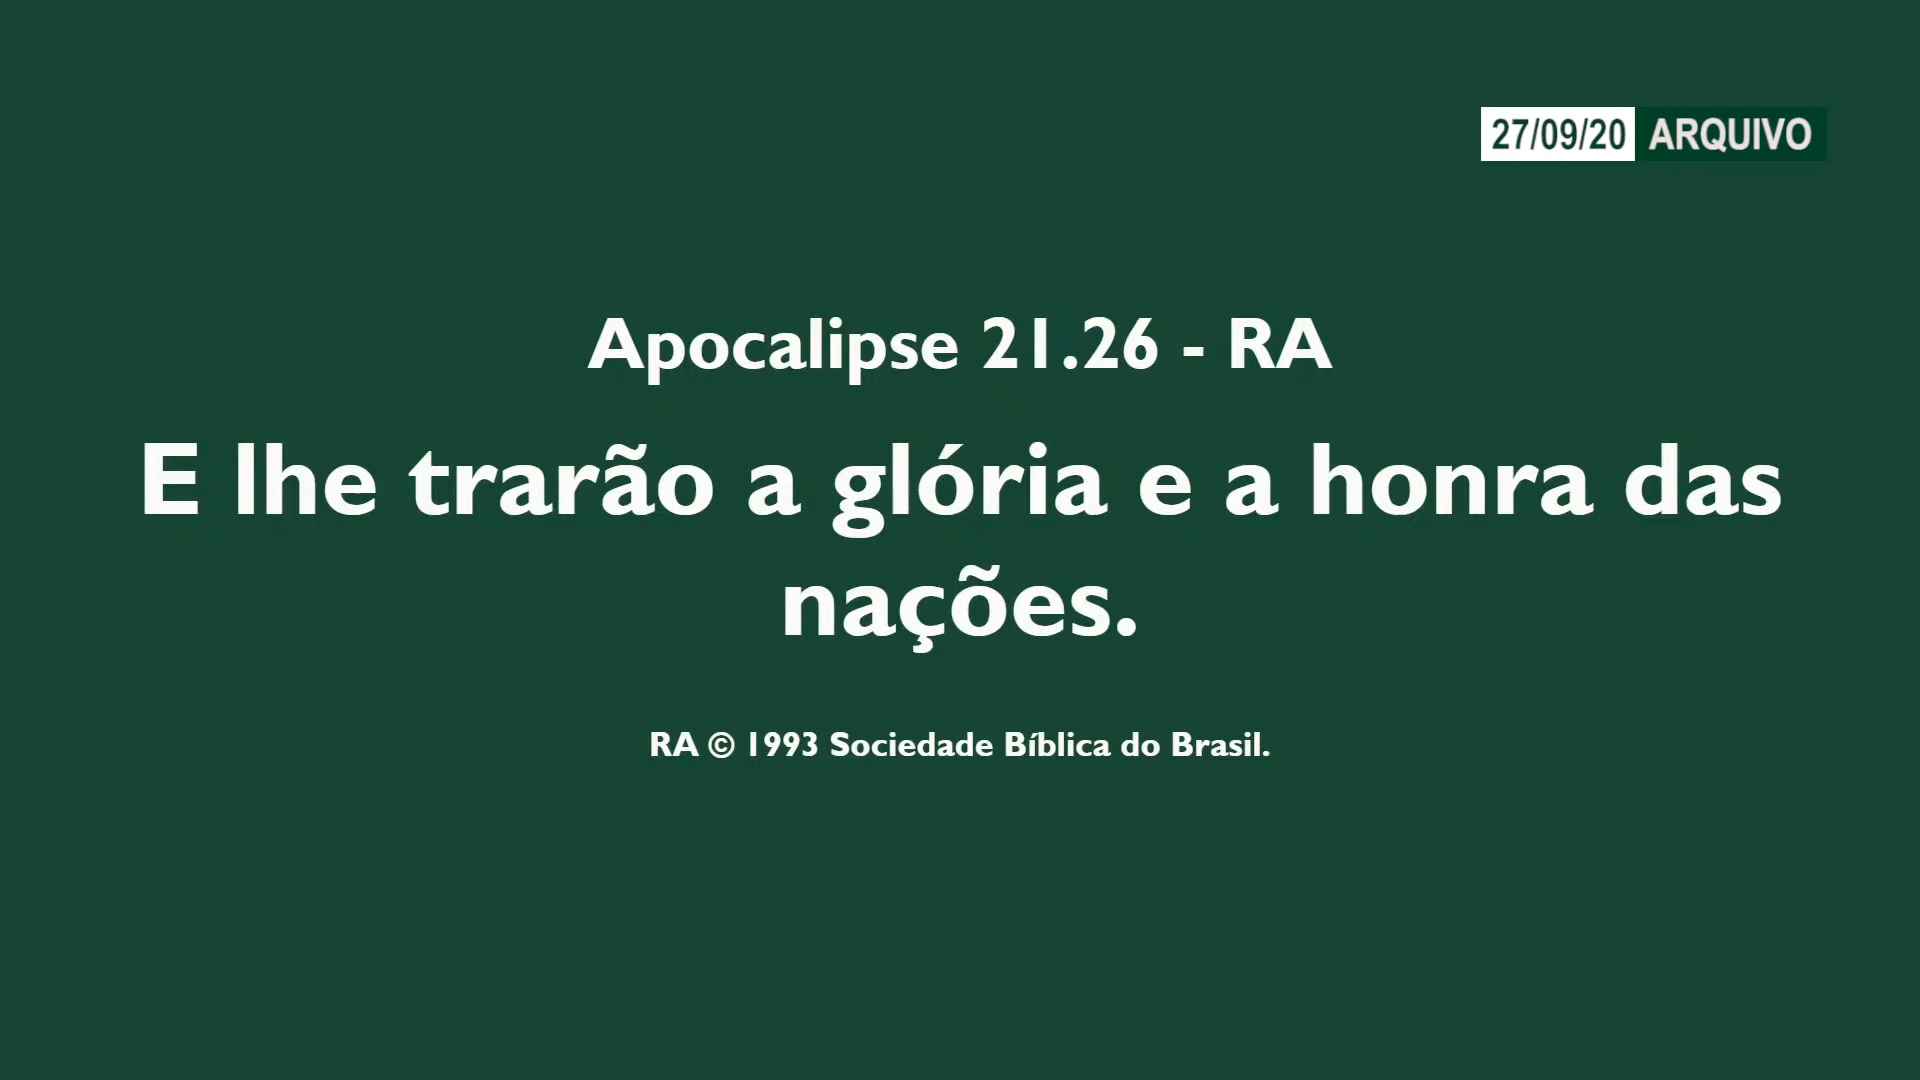 27/09/20 ARQUIVO
Apocalipse 21.26 - RA
E lhe trarão a glória e a honra das
nações.
RA © 1993 Sociedade Bíblica do Brasil.